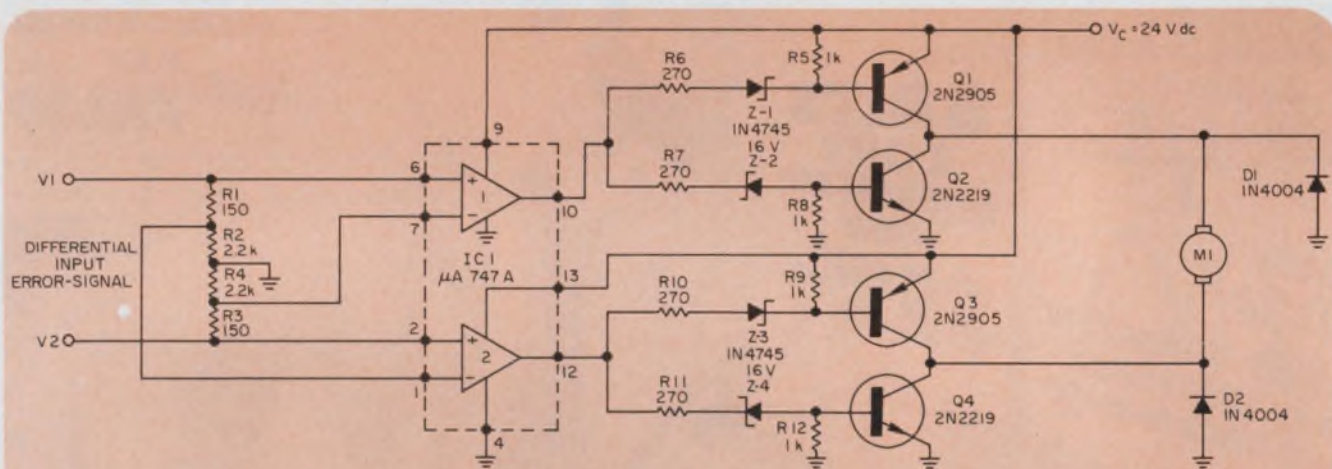 V_C = 24 V dc
R5
1k
Q1
2N2905
R6
270
Z-1
1N4745
16 V
Z-2
R7
270
R8
1k
Q2
2N2219
9
V1
6
+
1
−
7
10
R1
150
R2
2.2k
R4
2.2k
R3
150
DIFFERENTIAL
INPUT
ERROR-SIGNAL
IC 1
µA 747 A
13
V2
2
+
2
−
1
12
4
R9
1k
Q3
2N2905
R10
270
Z-3
1N4745
16 V
Z-4
R11
270
R12
1k
Q4
2N2219
D1
1N4004
M1
D2
1N4004